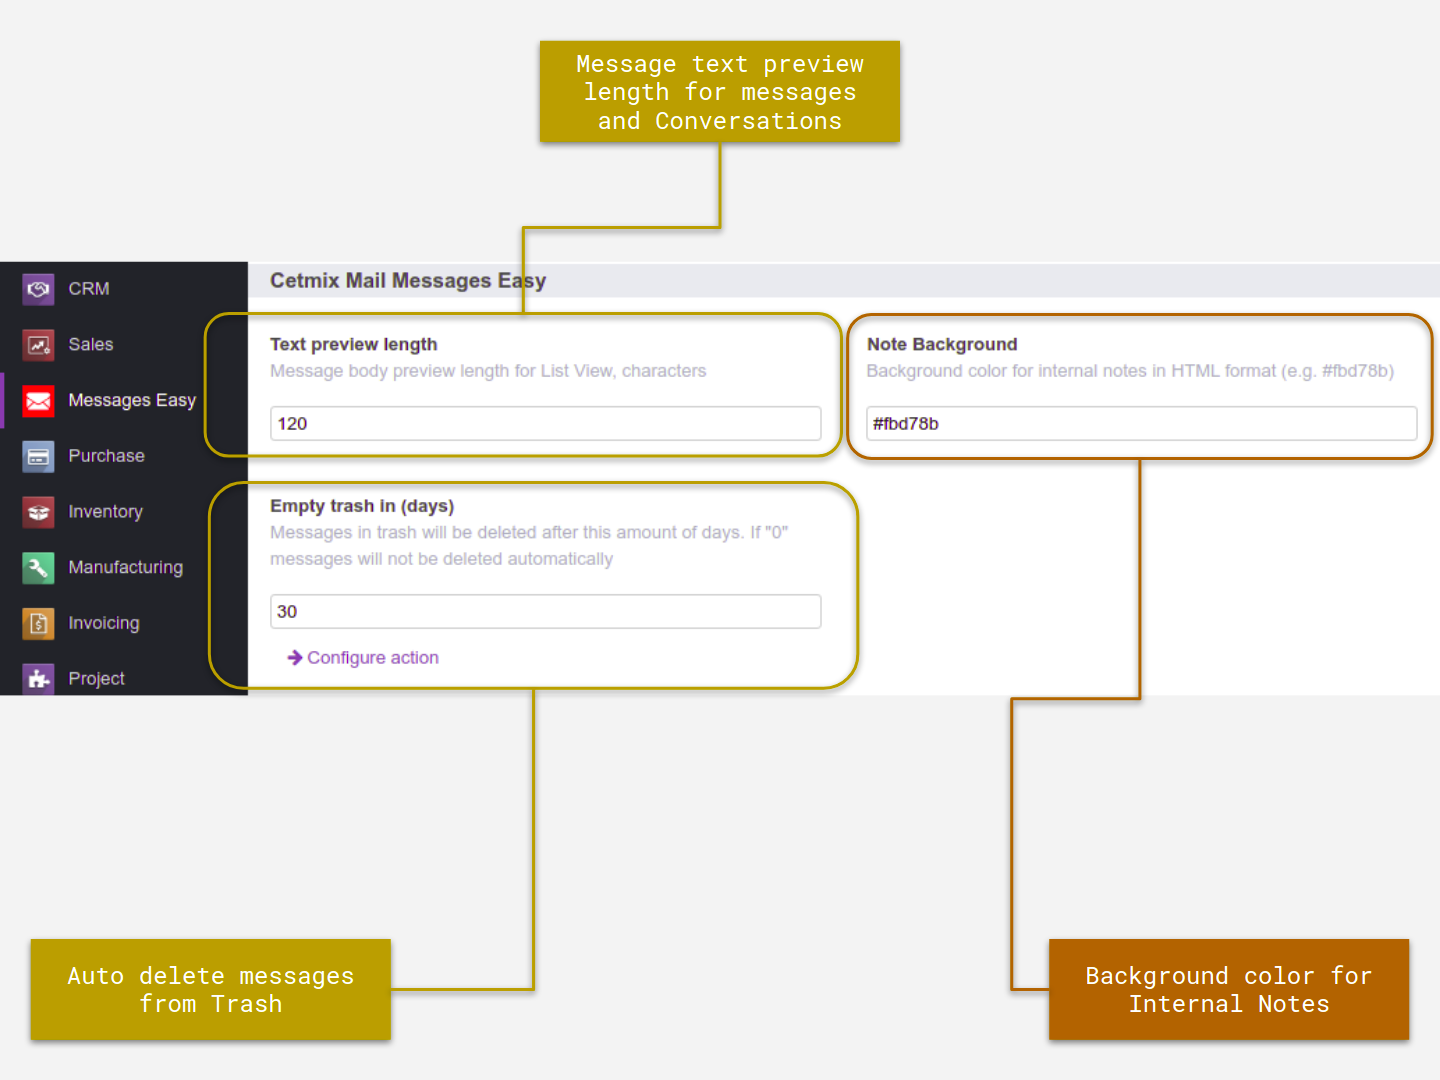 Message text preview
length for messages
and Conversations
CRM
Sales
Messages Easy
Purchase
Inventory
Manufacturing
Invoicing
Project
Cetmix Mail Messages Easy
Text preview length
Message body preview length for List View, characters
120
Note Background
Background color for internal notes in HTML format (e.g. #fbd78b)
#fbd78b
Empty trash in (days)
Messages in trash will be deleted after this amount of days. If "0"
messages will not be deleted automatically
30
Configure action
Auto delete messages
from Trash
Background color for
Internal Notes